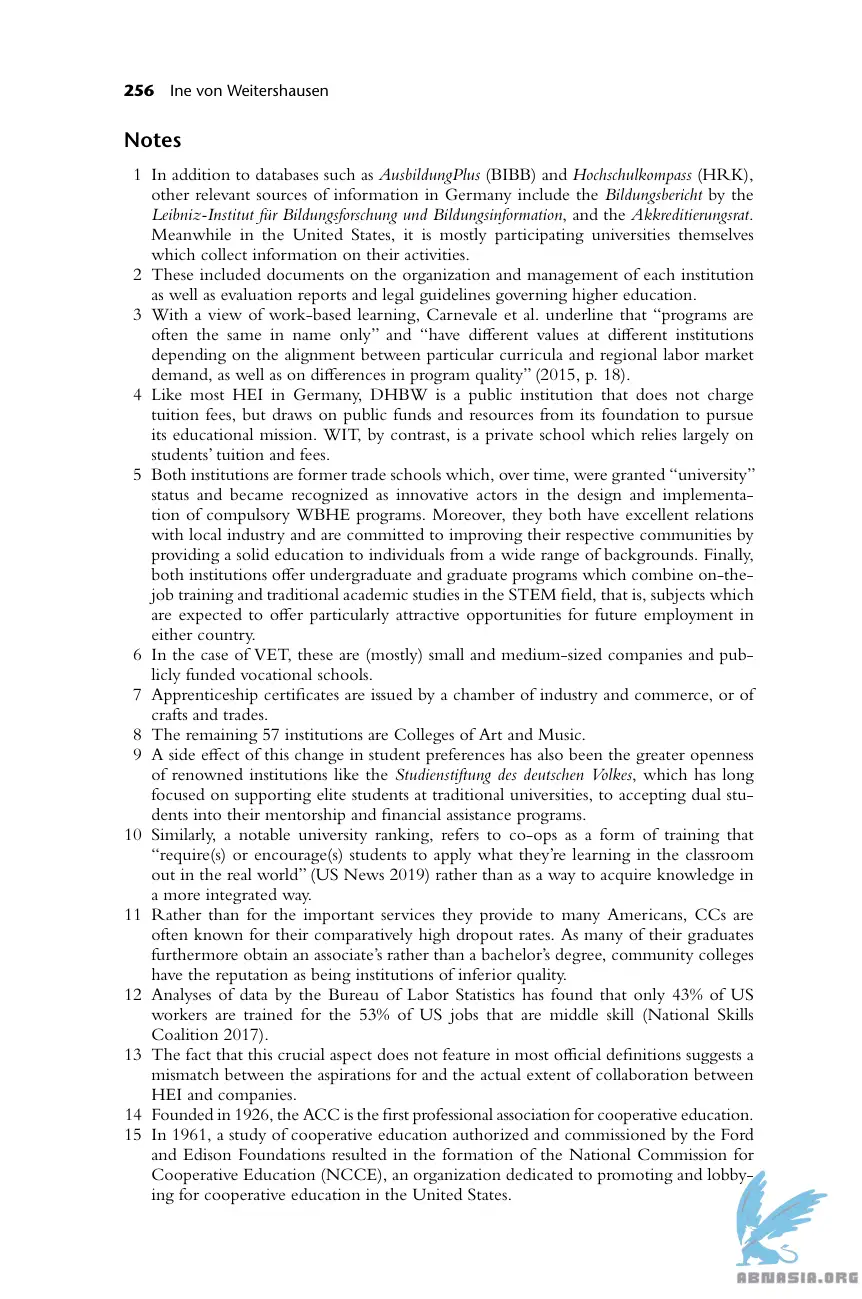 256 Ine von Weitershausen
Notes
1 In addition to databases such as AusbildungPlus (BIBB) and Hochschulkompass (HRK),
other relevant sources of information in Germany include the Bildungsbericht by the
Leibniz-Institut für Bildungsforschung und Bildungsinformation, and the Akkreditierungsrat.
Meanwhile in the United States, it is mostly participating universities themselves
which collect information on their activities.
2 These included documents on the organization and management of each institution
as well as evaluation reports and legal guidelines governing higher education.
3 With a view of work-based learning, Carnevale et al. underline that “programs are
often the same in name only” and “have different values at different institutions
depending on the alignment between particular curricula and regional labor market
demand, as well as on differences in program quality” (2015, p. 18).
4 Like most HEI in Germany, DHBW is a public institution that does not charge
tuition fees, but draws on public funds and resources from its foundation to pursue
its educational mission. WIT, by contrast, is a private school which relies largely on
students’ tuition and fees.
5 Both institutions are former trade schools which, over time, were granted “university”
status and became recognized as innovative actors in the design and implementa-
tion of compulsory WBHE programs. Moreover, they both have excellent relations
with local industry and are committed to improving their respective communities by
providing a solid education to individuals from a wide range of backgrounds. Finally,
both institutions offer undergraduate and graduate programs which combine on-the-
job training and traditional academic studies in the STEM field, that is, subjects which
are expected to offer particularly attractive opportunities for future employment in
either country.
6 In the case of VET, these are (mostly) small and medium-sized companies and pub-
licly funded vocational schools.
7 Apprenticeship certificates are issued by a chamber of industry and commerce, or of
crafts and trades.
8 The remaining 57 institutions are Colleges of Art and Music.
9 A side effect of this change in student preferences has also been the greater openness
of renowned institutions like the Studienstiftung des deutschen Volkes, which has long
focused on supporting elite students at traditional universities, to accepting dual stu-
dents into their mentorship and financial assistance programs.
10 Similarly, a notable university ranking, refers to co-ops as a form of training that
“require(s) or encourage(s) students to apply what they’re learning in the classroom
out in the real world” (US News 2019) rather than as a way to acquire knowledge in
a more integrated way.
11 Rather than for the important services they provide to many Americans, CCs are
often known for their comparatively high dropout rates. As many of their graduates
furthermore obtain an associate’s rather than a bachelor’s degree, community colleges
have the reputation as being institutions of inferior quality.
12 Analyses of data by the Bureau of Labor Statistics has found that only 43% of US
workers are trained for the 53% of US jobs that are middle skill (National Skills
Coalition 2017).
13 The fact that this crucial aspect does not feature in most official definitions suggests a
mismatch between the aspirations for and the actual extent of collaboration between
HEI and companies.
14 Founded in 1926, the ACC is the first professional association for cooperative education.
15 In 1961, a study of cooperative education authorized and commissioned by the Ford
and Edison Foundations resulted in the formation of the National Commission for
Cooperative Education (NCCE), an organization dedicated to promoting and lobby-
ing for cooperative education in the United States.
ABNASIA.ORG